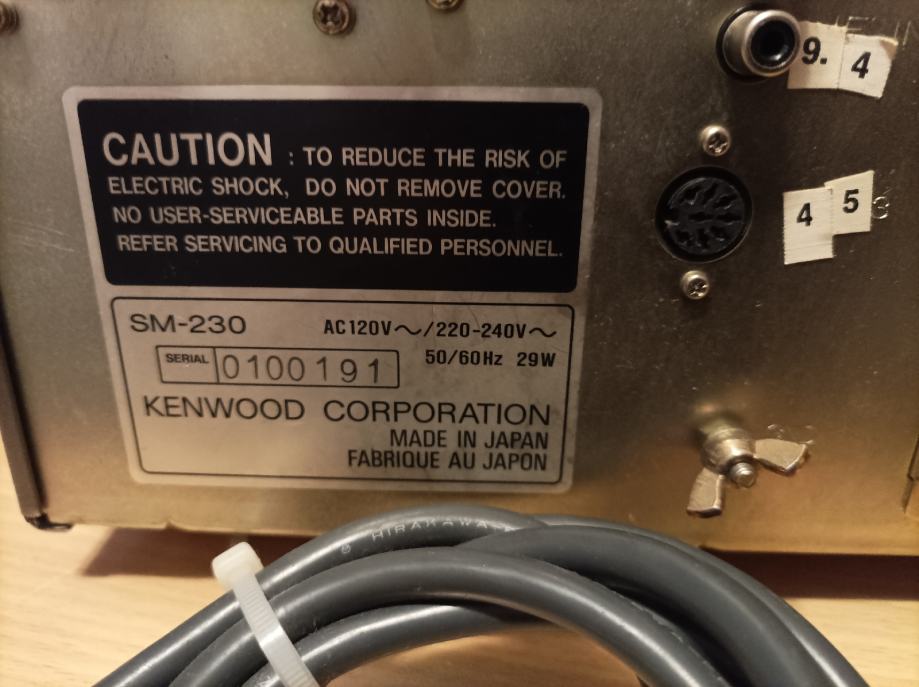 9. 4
CAUTION : TO REDUCE THE RISK OF
ELECTRIC SHOCK, DO NOT REMOVE COVER.
NO USER-SERVICEABLE PARTS INSIDE.
REFER SERVICING TO QUALIFIED PERSONNEL.
4 5
SM-230 AC120V～/220-240V～
50/60Hz 29W
SERIAL 0100191
KENWOOD CORPORATION
MADE IN JAPAN
FABRIQUE AU JAPON
HIRAKAWA